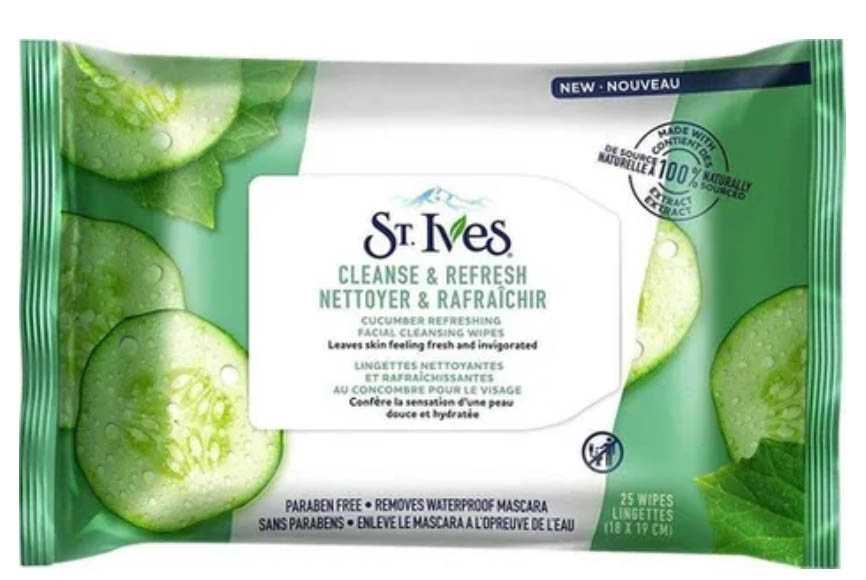 NEW · NOUVEAU
MADE WITH
CONTIENT DES
DE SOURCE
NATURELLE À 100% NATURALLY
SOURCED
EXTRACT
EXTRACT
ST. Ives
CLEANSE & REFRESH
NETTOYER & RAFRAÎCHIR
CUCUMBER REFRESHING
FACIAL CLEANSING WIPES
Leaves skin feeling fresh and invigorated
LINGETTES NETTOYANTES
ET RAFRAÎCHISSANTES
AU CONCOMBRE POUR LE VISAGE
Confère la sensation d'une peau
douce et hydratée
PARABEN FREE • REMOVES WATERPROOF MASCARA
SANS PARABENS • ENLEVE LE MASCARA A L'OPREUVE DE L'EAU
25 WIPES
LINGETTES
(18 X 19 CM)